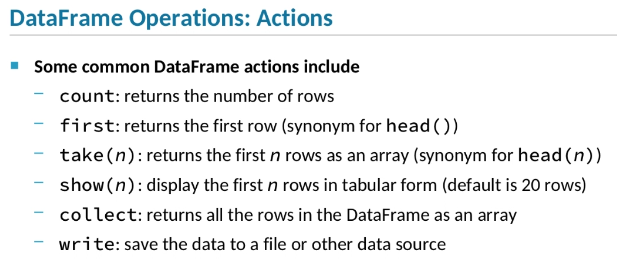 DataFrame Operations: Actions
▪ Some common DataFrame actions include
– count: returns the number of rows
– first: returns the first row (synonym for head())
– take(n): returns the first n rows as an array (synonym for head(n))
– show(n): display the first n rows in tabular form (default is 20 rows)
– collect: returns all the rows in the DataFrame as an array
– write: save the data to a file or other data source